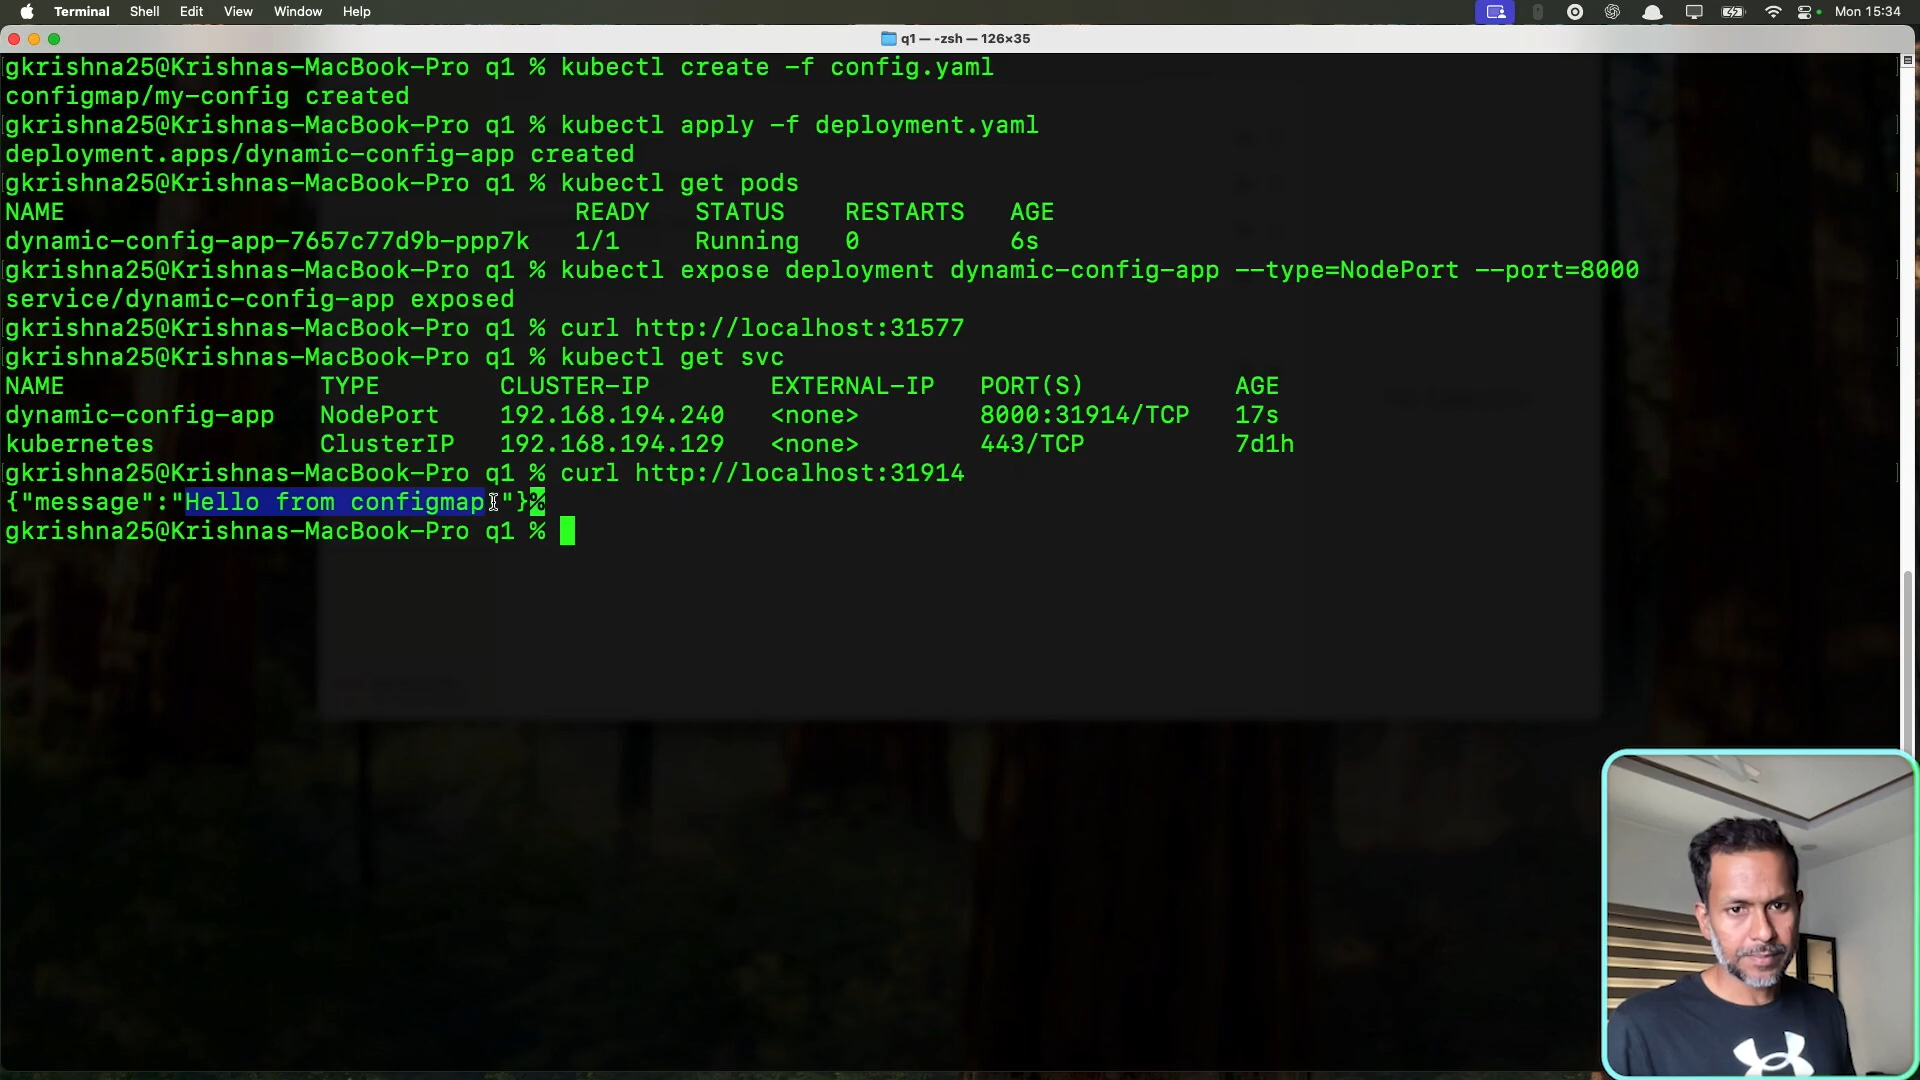 Terminal Shell Edit View Window Help Mon 15:34
q1 — -zsh — 126×35
gkrishna25@Krishnas-MacBook-Pro q1 % kubectl create -f config.yaml
configmap/my-config created
gkrishna25@Krishnas-MacBook-Pro q1 % kubectl apply -f deployment.yaml
deployment.apps/dynamic-config-app created
gkrishna25@Krishnas-MacBook-Pro q1 % kubectl get pods
NAME READY STATUS RESTARTS AGE
dynamic-config-app-7657c77d9b-ppp7k 1/1 Running 0 6s
gkrishna25@Krishnas-MacBook-Pro q1 % kubectl expose deployment dynamic-config-app --type=NodePort --port=8000
service/dynamic-config-app exposed
gkrishna25@Krishnas-MacBook-Pro q1 % curl http://localhost:31577
gkrishna25@Krishnas-MacBook-Pro q1 % kubectl get svc
NAME TYPE CLUSTER-IP EXTERNAL-IP PORT(S) AGE
dynamic-config-app NodePort 192.168.194.240 <none> 8000:31914/TCP 17s
kubernetes ClusterIP 192.168.194.129 <none> 443/TCP 7d1h
gkrishna25@Krishnas-MacBook-Pro q1 % curl http://localhost:31914
{"message":"Hello from configmap "}%
gkrishna25@Krishnas-MacBook-Pro q1 %